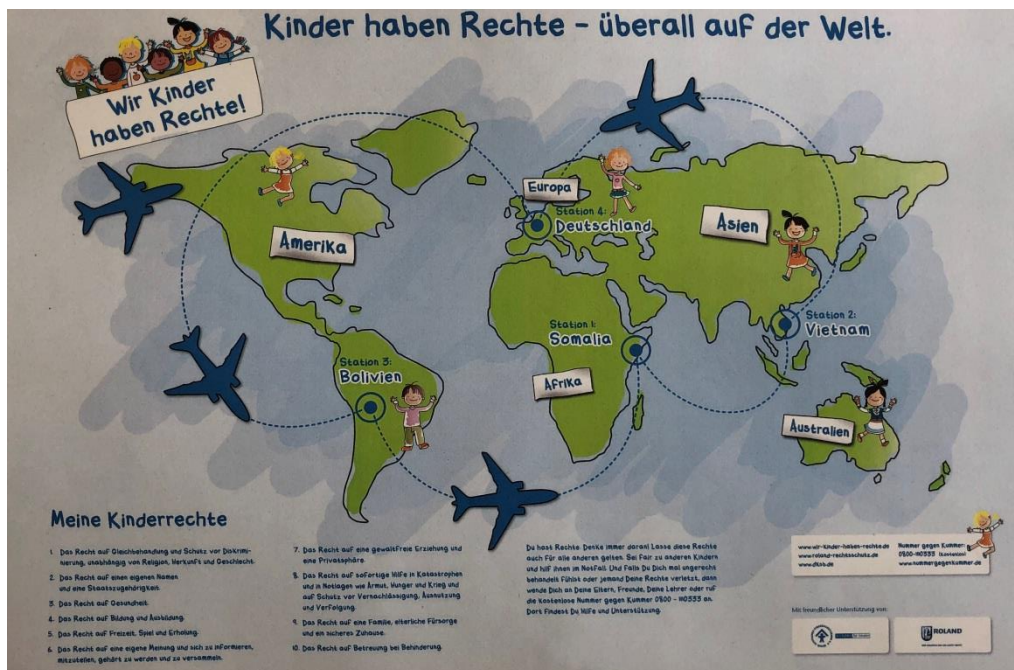 Kinder haben Rechte - überall auf der Welt.
Wir Kinder
haben Rechte!
Europa
Station 4:
Deutschland
Amerika
Asien
Station 1:
Somalia
Station 2:
Vietnam
Station 3:
Bolivien
Afrika
Australien
Meine Kinderrechte
1. Das Recht auf Gleichbehandlung und Schutz vor Diskrimi-
nierung, unabhängig von Religion, Herkunft und Geschlecht.
2. Das Recht auf einen eigenen Namen
und eine Staatszugehörigkeit.
3. Das Recht auf Gesundheit.
4. Das Recht auf Bildung und Ausbildung.
5. Das Recht auf Freizeit, Spiel und Erholung.
6. Das Recht auf eine eigene Meinung und sich zu informieren,
mitzuteilen, gehört zu werden und zu versammeln.
7. Das Recht auf eine gewaltfreie Erziehung und
eine Privatsphäre.
8. Das Recht auf sofortige Hilfe in Katastrophen
und in Notlagen wie Armut, Hunger und Krieg und
auf Schutz vor Vernachlässigung, Ausnutzung
und Verfolgung.
9. Das Recht auf eine Familie, elterliche Fürsorge
und ein sicheres Zuhause.
10. Das Recht auf Betreuung bei Behinderung.
Du hast Rechte. Denke immer daran! Lasse diese Rechte
auch für alle anderen gelten. Sei fair zu anderen Kindern
und hilf ihnen im Notfall. Und falls Du Dich mal ungerecht
behandelt fühlst oder jemand Deine Rechte verletzt, dann
wende Dich an Deine Eltern, Freunde, Deine Lehrer oder ruf
die kostenlose Nummer gegen Kummer 0800 - 1110333 an.
Dort findest Du Hilfe und Unterstützung.
www.wir-kinder-haben-rechte.de
www.roland-rechtsschutz.de
www.dksb.de
Nummer gegen Kummer:
0800-1110333 (kostenlos)
www.nummergegenkummer.de
Mit freundlicher Unterstützung von:
ROLAND